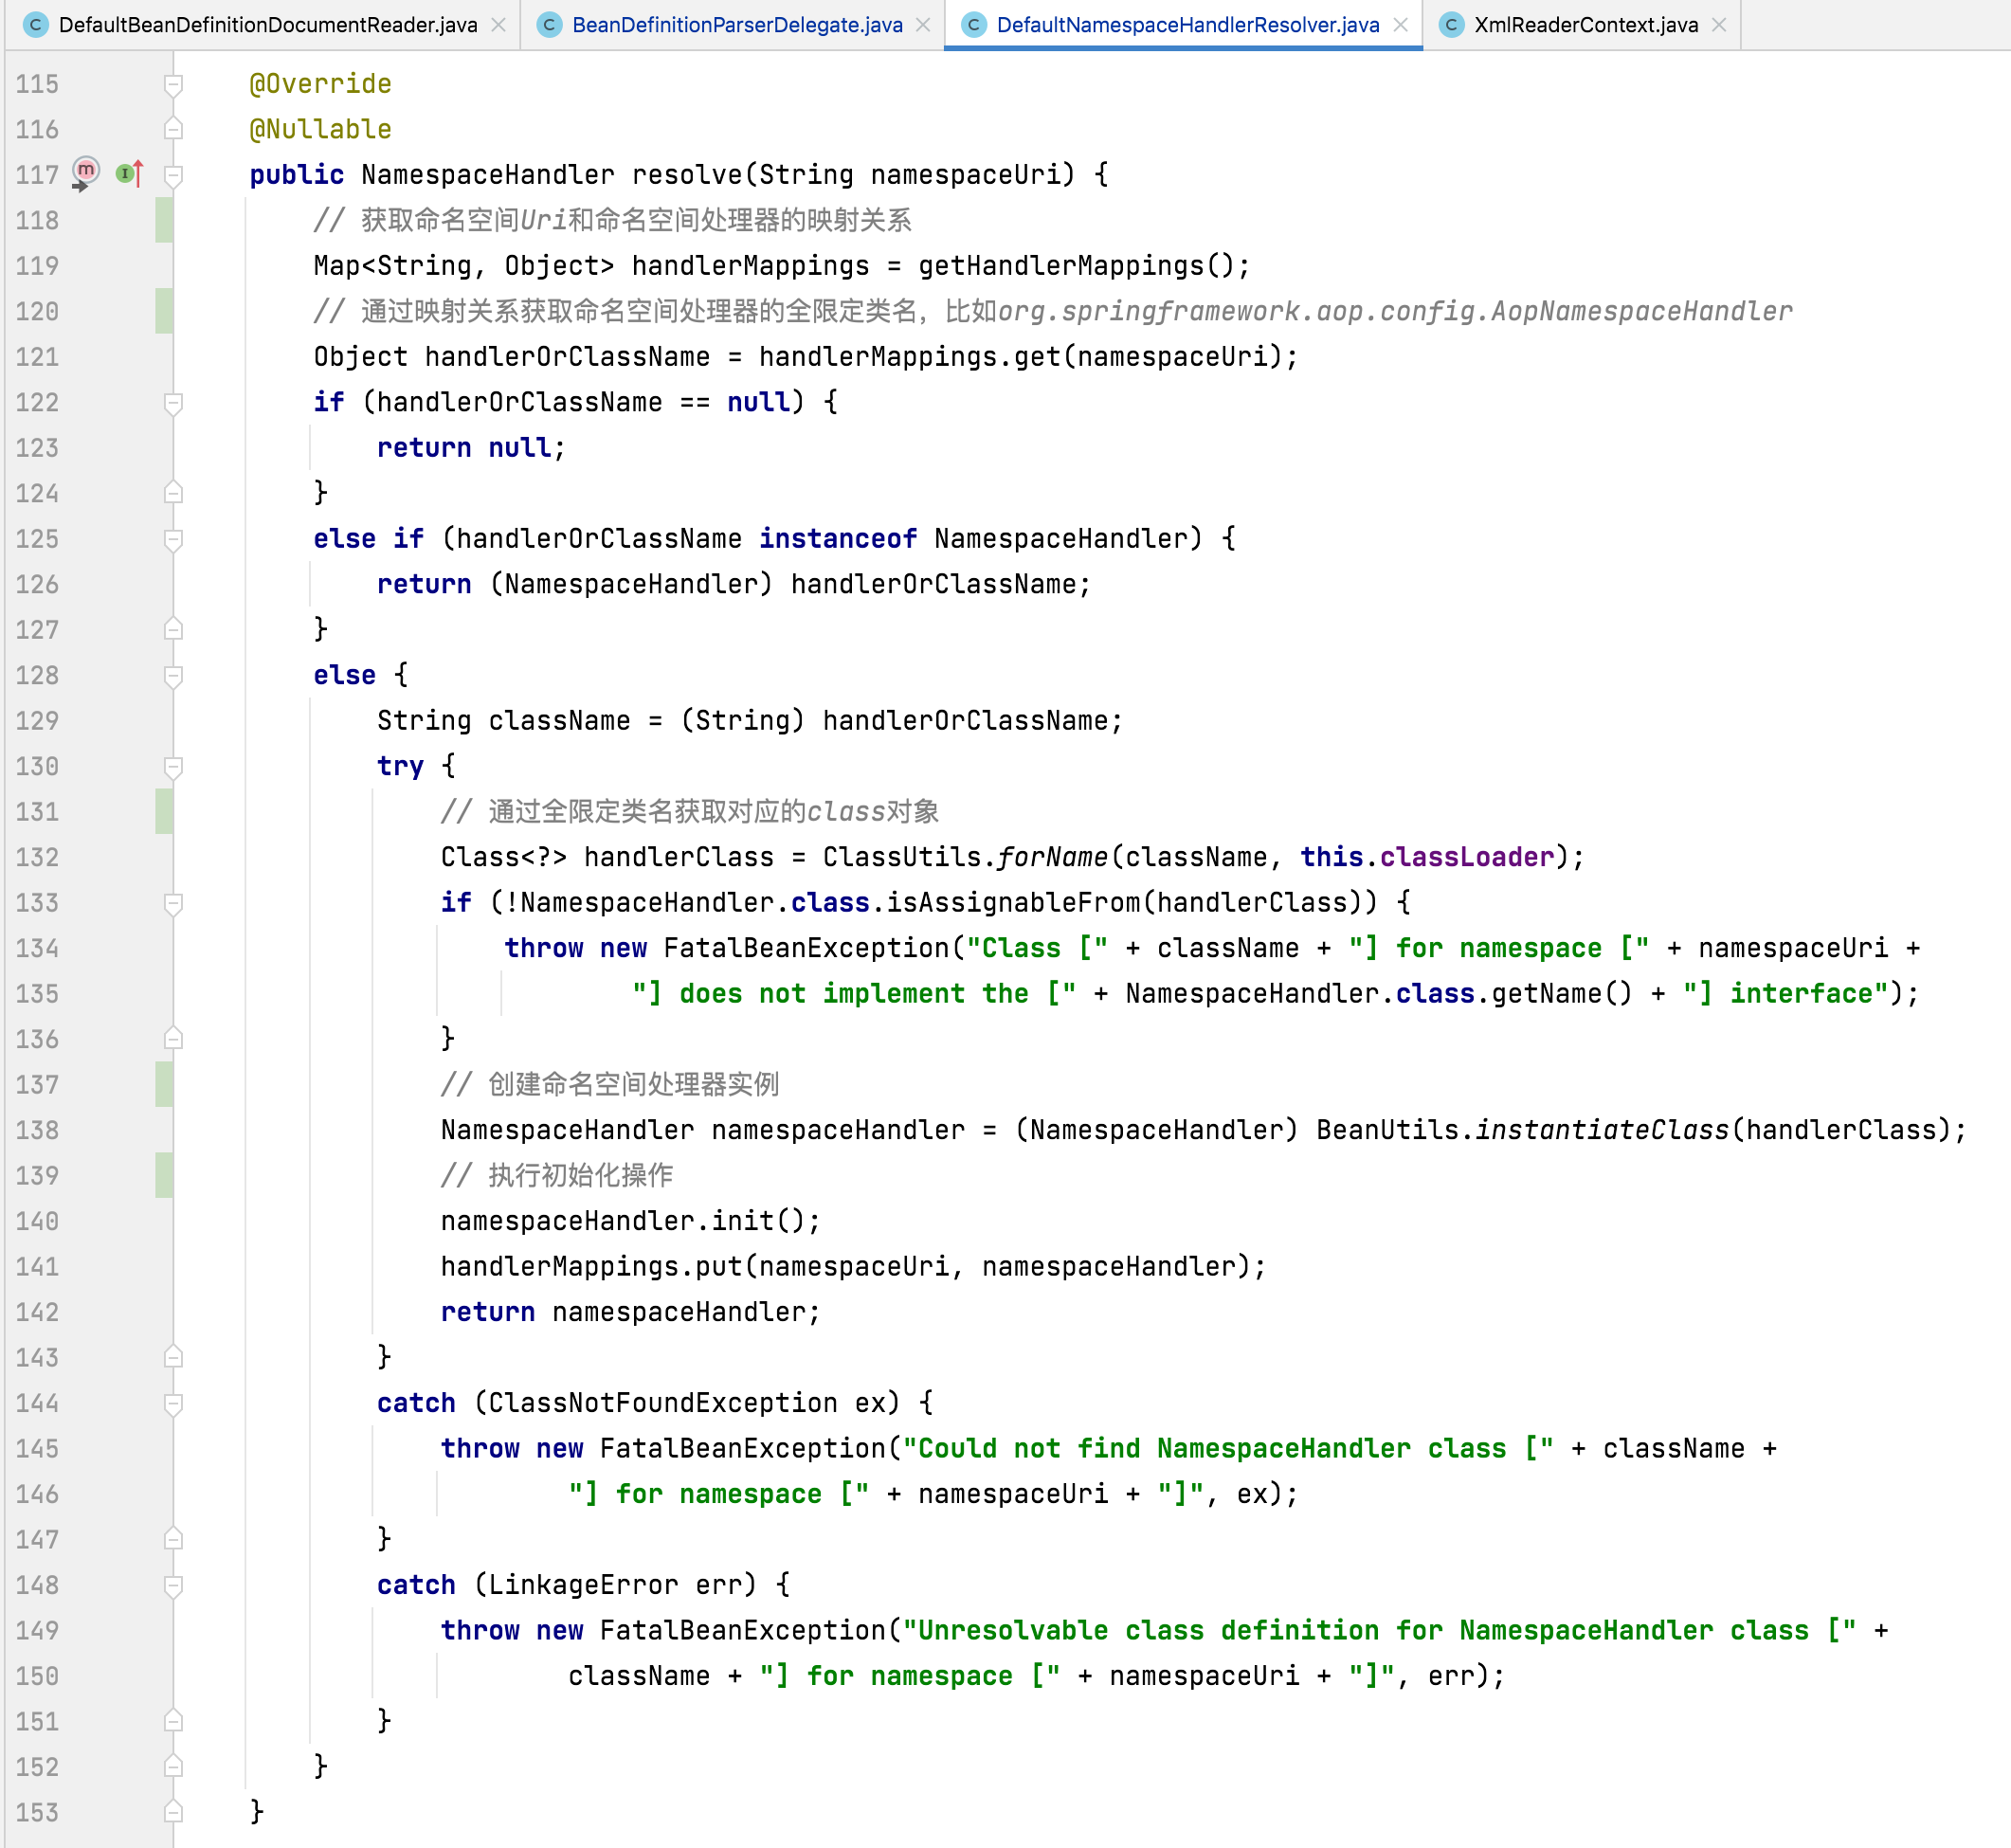 DefaultBeanDefinitionDocumentReader.java BeanDefinitionParserDelegate.java DefaultNamespaceHandlerResolver.java XmlReaderContext.java
115 @Override
116 @Nullable
117 public NamespaceHandler resolve(String namespaceUri) {
118 // 获取命名空间Uri和命名空间处理器的映射关系
119 Map<String, Object> handlerMappings = getHandlerMappings();
120 // 通过映射关系获取命名空间处理器的全限定类名，比如org.springframework.aop.config.AopNamespaceHandler
121 Object handlerOrClassName = handlerMappings.get(namespaceUri);
122 if (handlerOrClassName == null) {
123 return null;
124 }
125 else if (handlerOrClassName instanceof NamespaceHandler) {
126 return (NamespaceHandler) handlerOrClassName;
127 }
128 else {
129 String className = (String) handlerOrClassName;
130 try {
131 // 通过全限定类名获取对应的class对象
132 Class<?> handlerClass = ClassUtils.forName(className, this.classLoader);
133 if (!NamespaceHandler.class.isAssignableFrom(handlerClass)) {
134 throw new FatalBeanException("Class [" + className + "] for namespace [" + namespaceUri +
135 "] does not implement the [" + NamespaceHandler.class.getName() + "] interface");
136 }
137 // 创建命名空间处理器实例
138 NamespaceHandler namespaceHandler = (NamespaceHandler) BeanUtils.instantiateClass(handlerClass);
139 // 执行初始化操作
140 namespaceHandler.init();
141 handlerMappings.put(namespaceUri, namespaceHandler);
142 return namespaceHandler;
143 }
144 catch (ClassNotFoundException ex) {
145 throw new FatalBeanException("Could not find NamespaceHandler class [" + className +
146 "] for namespace [" + namespaceUri + "]", ex);
147 }
148 catch (LinkageError err) {
149 throw new FatalBeanException("Unresolvable class definition for NamespaceHandler class [" +
150 className + "] for namespace [" + namespaceUri + "]", err);
151 }
152 }
153 }